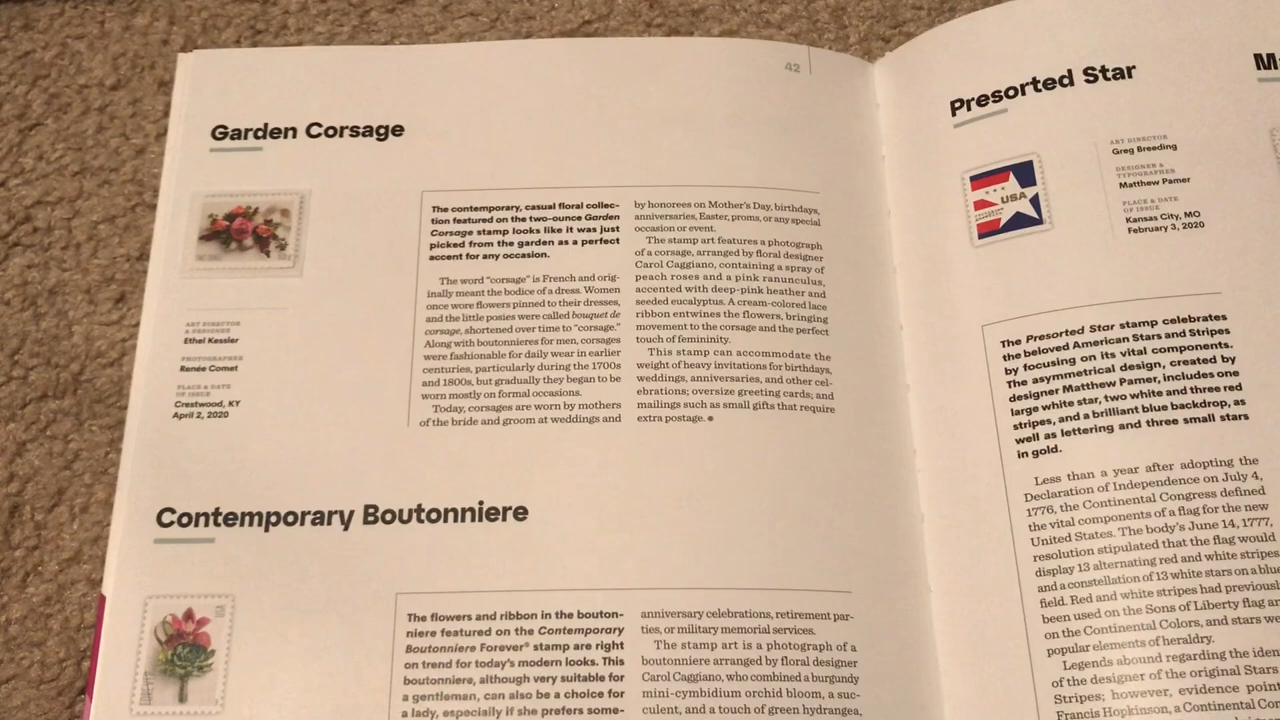 42
Garden Corsage
ART DIRECTOR
& DESIGNER
Ethel Kessler
PHOTOGRAPHER
Renée Comet
PLACE & DATE
OF ISSUE
Crestwood, KY
April 2, 2020
The contemporary, casual floral collec-
tion featured on the two-ounce Garden
Corsage stamp looks like it was just
picked from the garden as a perfect
accent for any occasion.
The word “corsage” is French and orig-
inally meant the bodice of a dress. Women
once wore flowers pinned to their dresses,
and the little posies were called bouquet de
corsage, shortened over time to “corsage.”
Along with boutonnieres for men, corsages
were fashionable for daily wear in earlier
centuries, particularly during the 1700s
and 1800s, but gradually they began to be
worn mostly on formal occasions.
Today, corsages are worn by mothers
of the bride and groom at weddings and
by honorees on Mother’s Day, birthdays,
anniversaries, Easter, proms, or any special
occasion or event.
The stamp art features a photograph
of a corsage, arranged by floral designer
Carol Caggiano, containing a spray of
peach roses and a pink ranunculus,
accented with deep-pink heather and
seeded eucalyptus. A cream-colored lace
ribbon entwines the flowers, bringing
movement to the corsage and the perfect
touch of femininity.
This stamp can accommodate the
weight of heavy invitations for birthdays,
weddings, anniversaries, and other cel-
ebrations; oversize greeting cards; and
mailings such as small gifts that require
extra postage.
Contemporary Boutonniere
USA
FOREVER
The flowers and ribbon in the bouton-
niere featured on the Contemporary
Boutonniere Forever® stamp are right
on trend for today’s modern looks. This
boutonniere, although very suitable for
a gentleman, can also be a choice for
a lady, especially if she prefers some-
anniversary celebrations, retirement par-
ties, or military memorial services.
The stamp art is a photograph of a
boutonniere arranged by floral designer
Carol Caggiano, who combined a burgundy
mini-cymbidium orchid bloom, a suc-
culent, and a touch of green hydrangea,
Presorted Star
USA
ART DIRECTOR
Greg Breeding
DESIGNER &
TYPOGRAPHER
Matthew Pamer
PLACE & DATE
OF ISSUE
Kansas City, MO
February 3, 2020
The Presorted Star stamp celebrates
the beloved American Stars and Stripes
by focusing on its vital components.
The asymmetrical design, created by
designer Matthew Pamer, includes one
large white star, two white and three red
stripes, and a brilliant blue backdrop, as
well as lettering and three small stars
in gold.
Less than a year after adopting the
Declaration of Independence on July 4,
1776, the Continental Congress defined
the vital components of a flag for the new
United States. The body’s June 14, 1777,
resolution stipulated that the flag would
display 13 alternating red and white stripes
and a constellation of 13 white stars on a blue
field. Red and white stripes had previous
been used on the Sons of Liberty flag an
on the Continental Colors, and stars we
popular elements of heraldry.
Legends abound regarding the iden
of the designer of the original Stars
Stripes; however, evidence point
Francis Hopkinson, a Continental Con
M